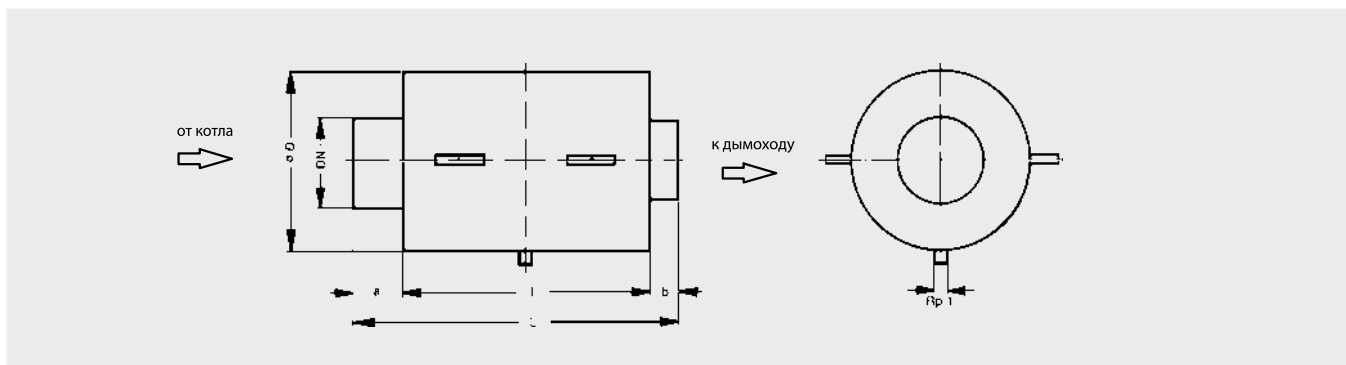 от котла
ø D
DN
к дымоходу
a
l
b
Rp 1